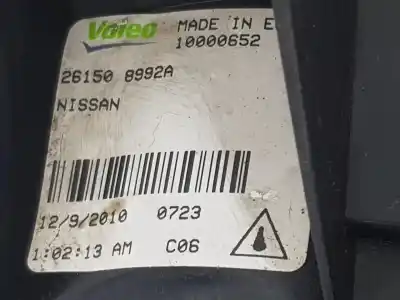 Valeo MADE IN E
10000652
26150 8992A
NISSAN
12/9/2010 0723
1:02:13 AM C06